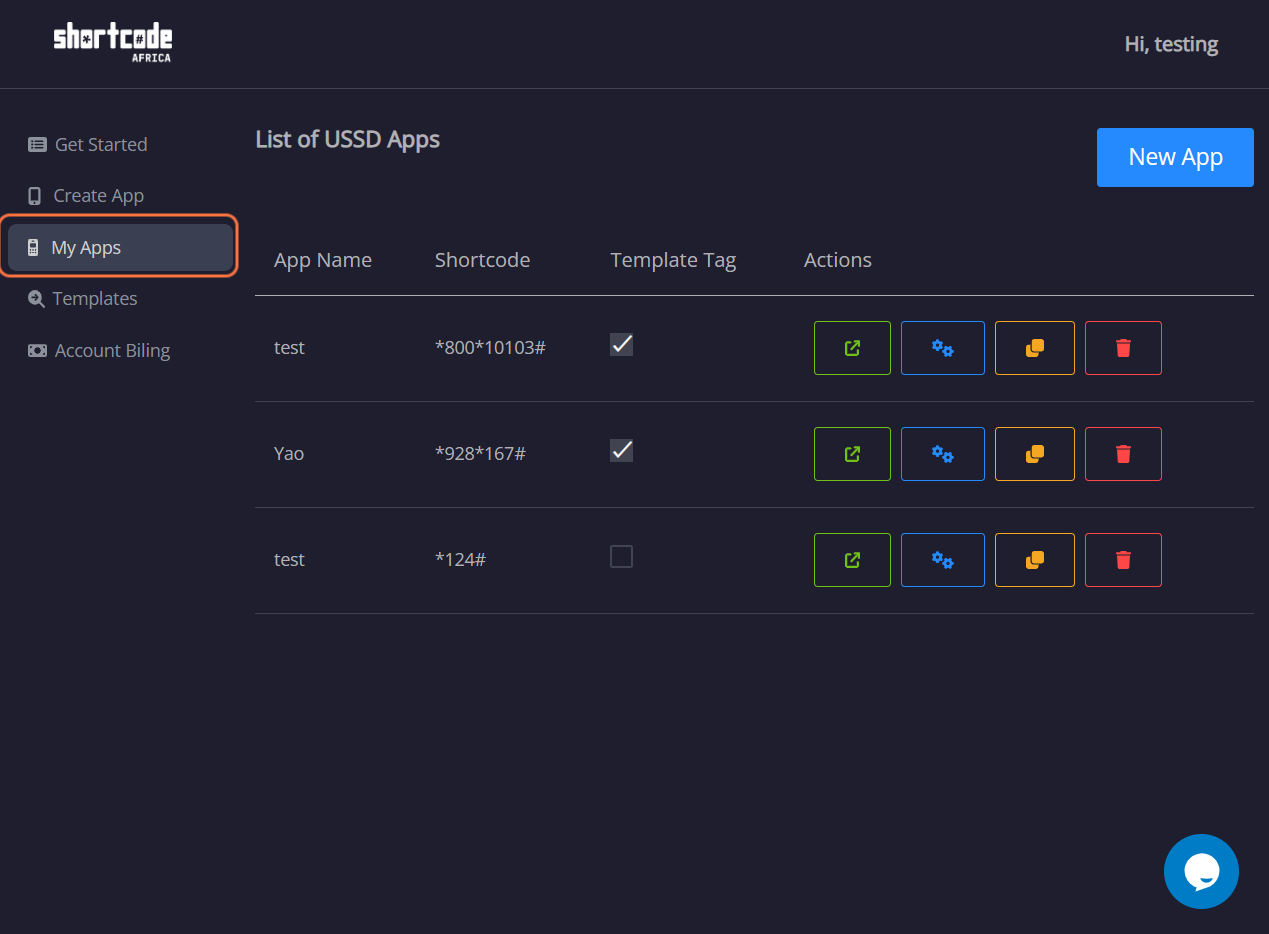 shortcode
AFRICA
Hi, testing
Get Started
Create App
My Apps
Templates
Account Biling
List of USSD Apps
New App
App Name Shortcode Template Tag Actions
test *800*10103#
Yao *928*167#
test *124#